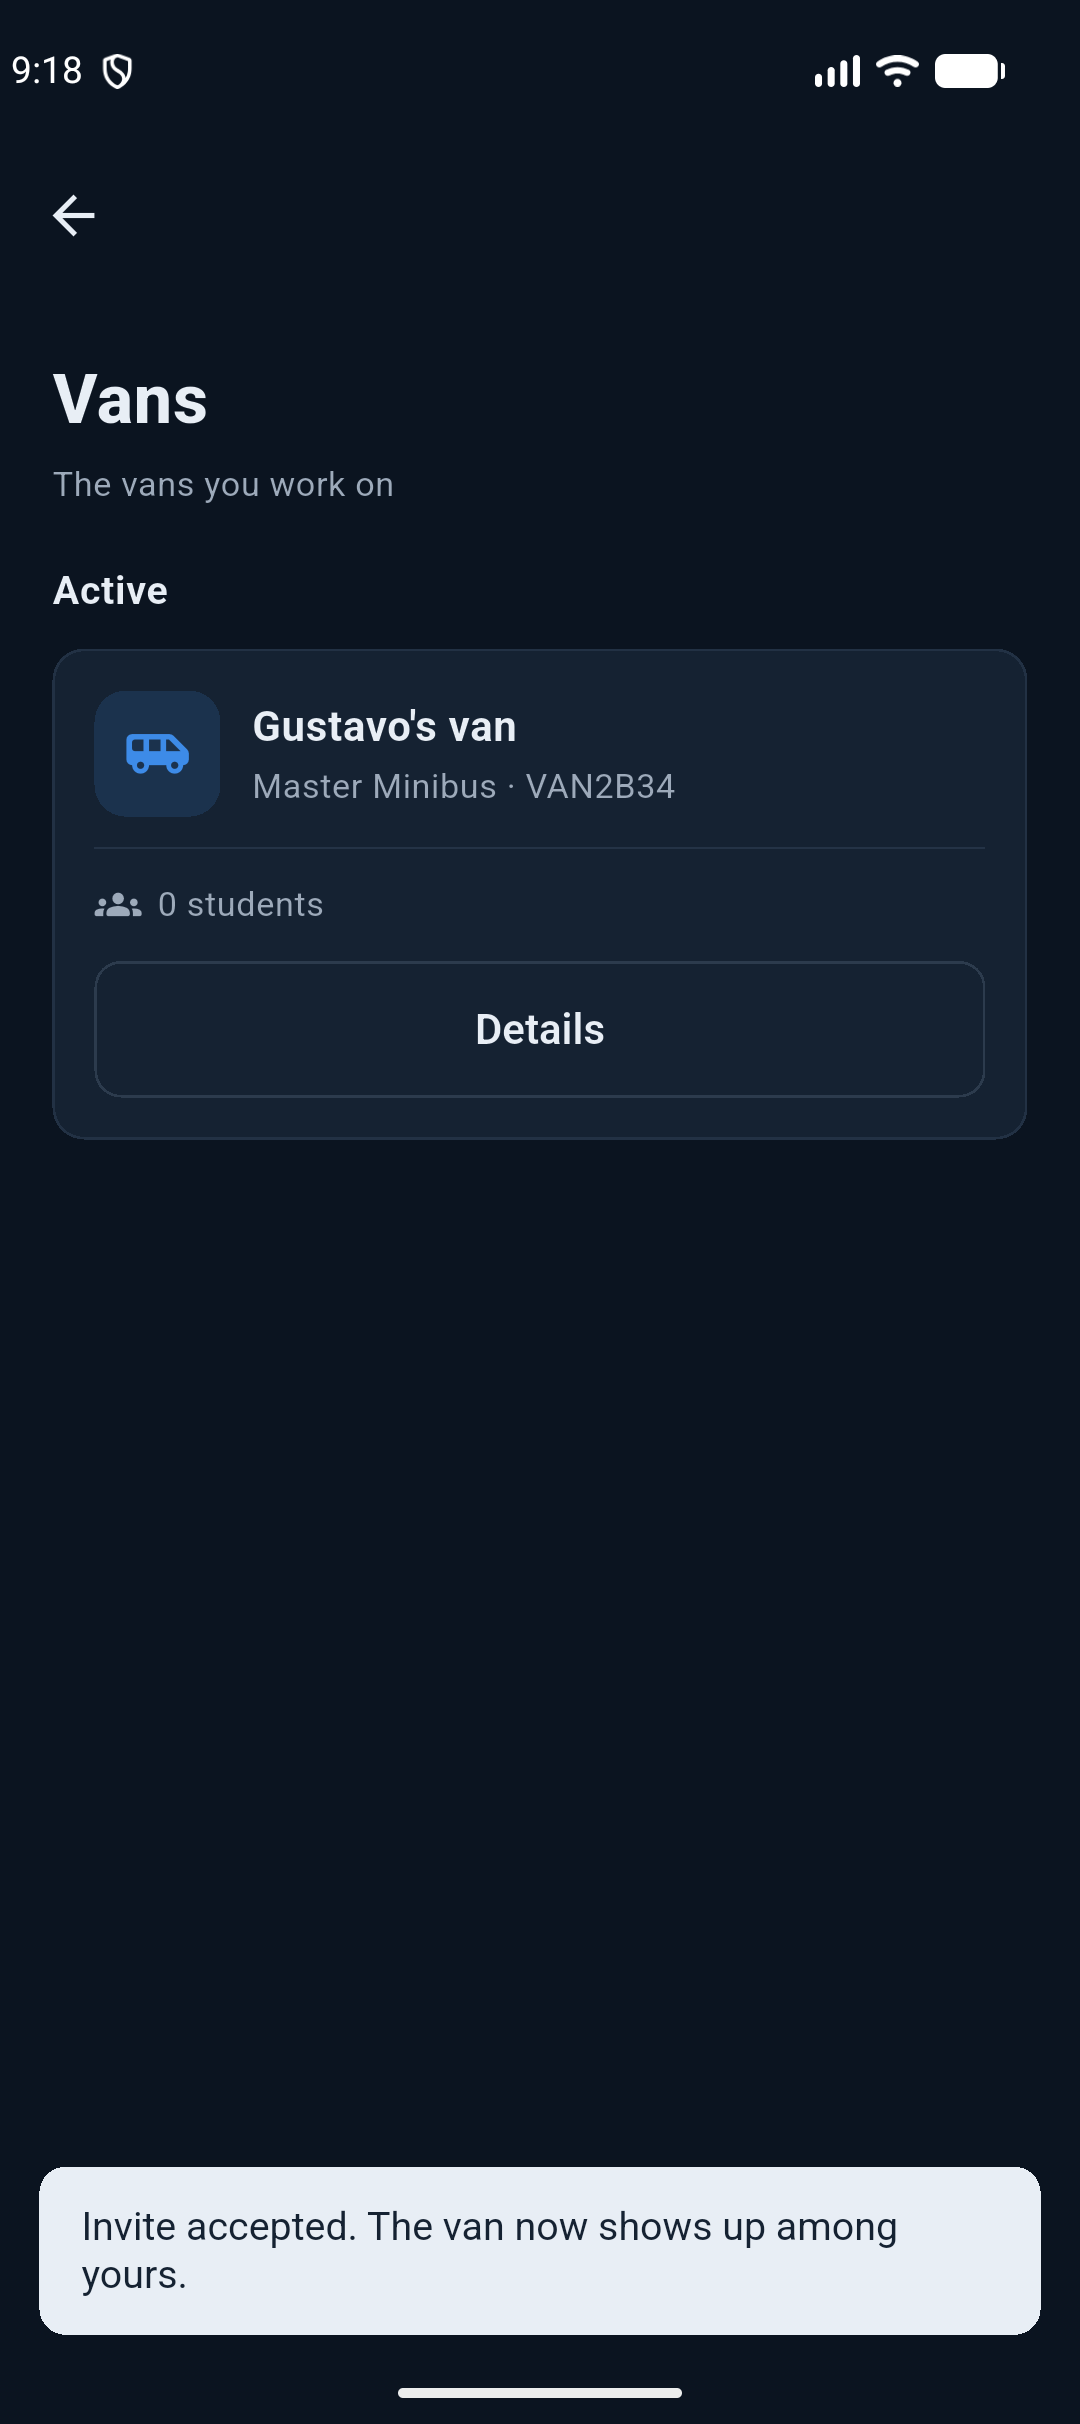 9:18
Vans
The vans you work on
Active
Gustavo's van
Master Minibus · VAN2B34
0 students
Details
Invite accepted. The van now shows up among
yours.